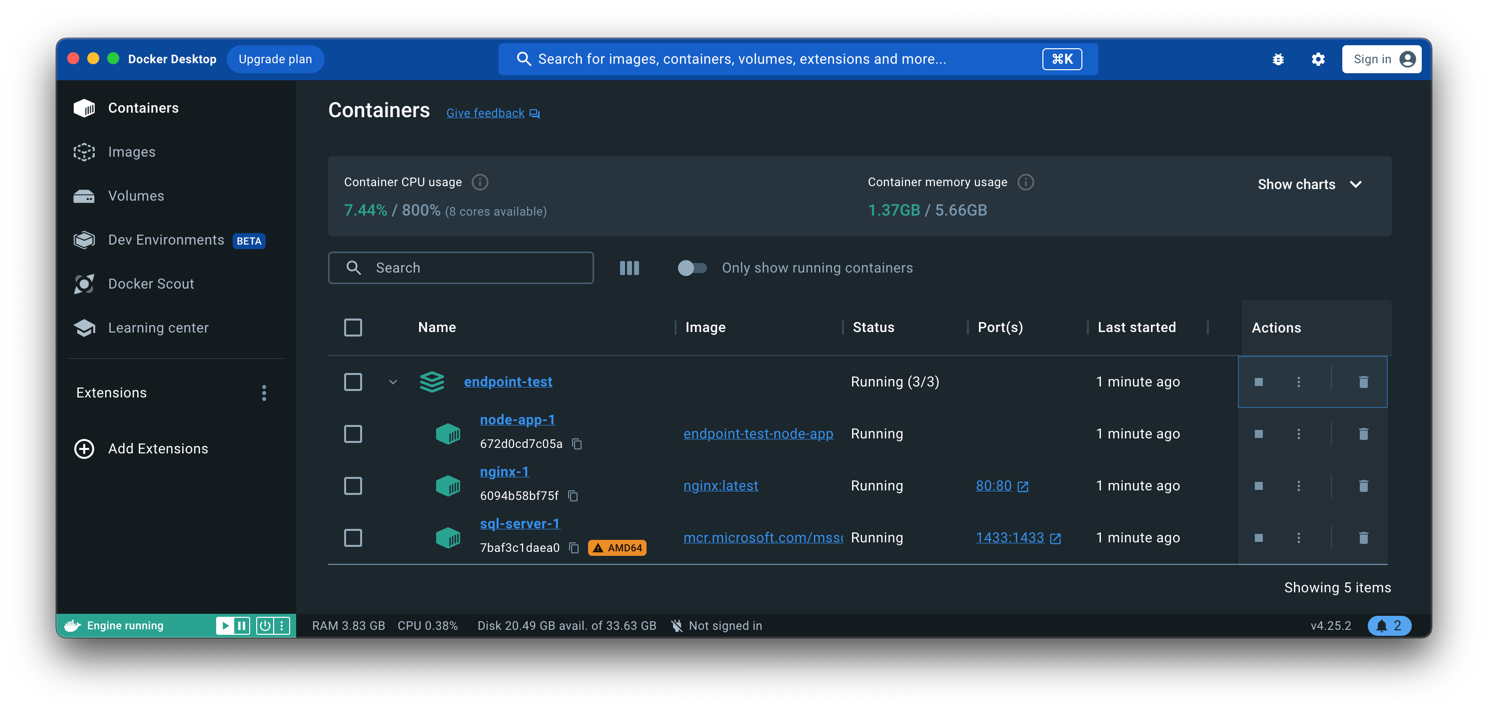 Docker Desktop Upgrade plan Search for images, containers, volumes, extensions and more... ⌘K Sign in
Containers
Images
Volumes
Dev Environments BETA
Docker Scout
Learning center
Extensions
Add Extensions
Containers Give feedback
Container CPU usage
7.44% / 800% (8 cores available)
Container memory usage
1.37GB / 5.66GB
Show charts
Search Only show running containers
Name Image Status Port(s) Last started Actions
endpoint-test Running (3/3) 1 minute ago
node-app-1
672d0cd7c05a
endpoint-test-node-app Running 1 minute ago
nginx-1
6094b58bf75f
nginx:latest Running 80:80 1 minute ago
sql-server-1
7baf3c1daea0 AMD64
mcr.microsoft.com/mss Running 1433:1433 1 minute ago
Showing 5 items
Engine running RAM 3.83 GB CPU 0.38% Disk 20.49 GB avail. of 33.63 GB Not signed in v4.25.2 2